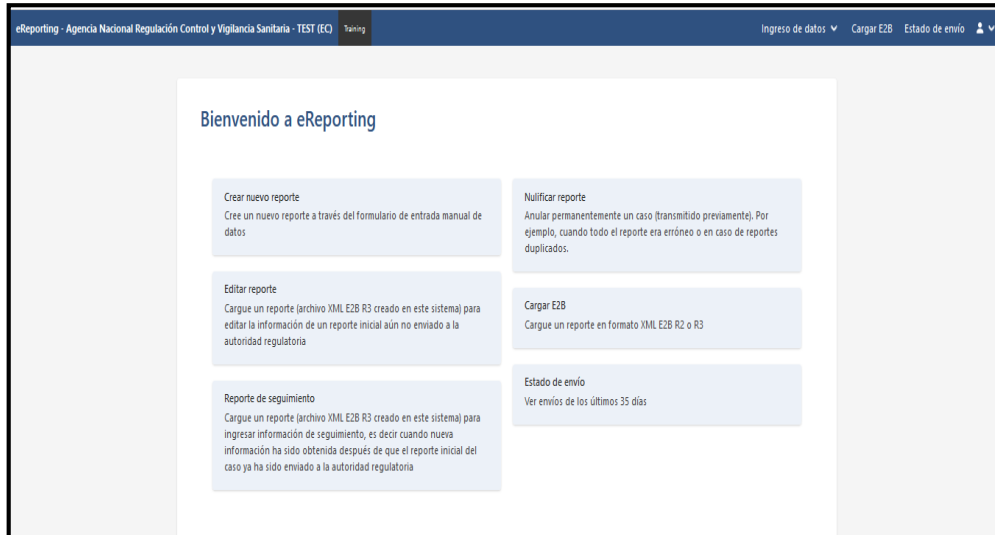 eReporting - Agencia Nacional Regulación Control y Vigilancia Sanitaria - TEST (EC) Training Ingreso de datos Cargar E2B Estado de envío
Bienvenido a eReporting
Crear nuevo reporte
Cree un nuevo reporte a través del formulario de entrada manual de
datos
Editar reporte
Cargue un reporte (archivo XML E2B R3 creado en este sistema) para
editar la información de un reporte inicial aún no enviado a la
autoridad regulatoria
Reporte de seguimiento
Cargue un reporte (archivo XML E2B R3 creado en este sistema) para
ingresar información de seguimiento, es decir cuando nueva
información ha sido obtenida después de que el reporte inicial del
caso ya ha sido enviado a la autoridad regulatoria
Nulificar reporte
Anular permanentemente un caso (transmitido previamente). Por
ejemplo, cuando todo el reporte era erróneo o en caso de reportes
duplicados.
Cargar E2B
Cargue un reporte en formato XML E2B R2 o R3
Estado de envío
Ver envíos de los últimos 35 días